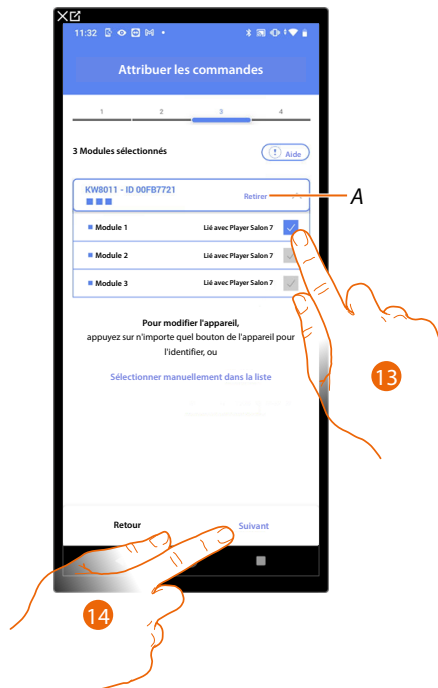 11:32
Attribuer les commandes
1 2 3 4
3 Modules sélectionnés
Aide
KW8011 - ID 00FB7721
Retirer
A
Module 1 Lié avec Player Salon 7
Module 2 Lié avec Player Salon 7
Module 3 Lié avec Player Salon 7
Pour modifier l'appareil,
appuyez sur n'importe quel bouton de l'appareil pour
l'identifier, ou
Sélectionner manuellement dans la liste
13
Retour
Suivant
14